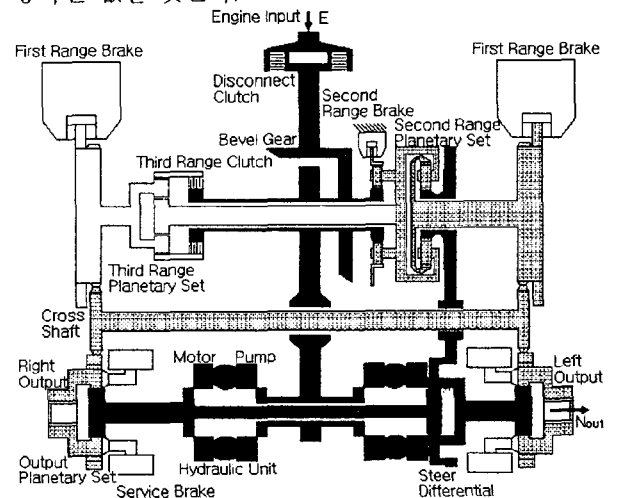 Engine Input
E
First Range Brake
First Range Brake
Disconnect
Clutch
Second
Range Brake
Second Range
Planetary Set
Bevel Gear
Third Range Clutch
Third Range
Planetary Set
Cross
Shaft
Right
Output
Motor
Pump
Left
Output
Nout
Output
Planetary Set
Hydraulic Unit
Service Brake
Steer
Differential